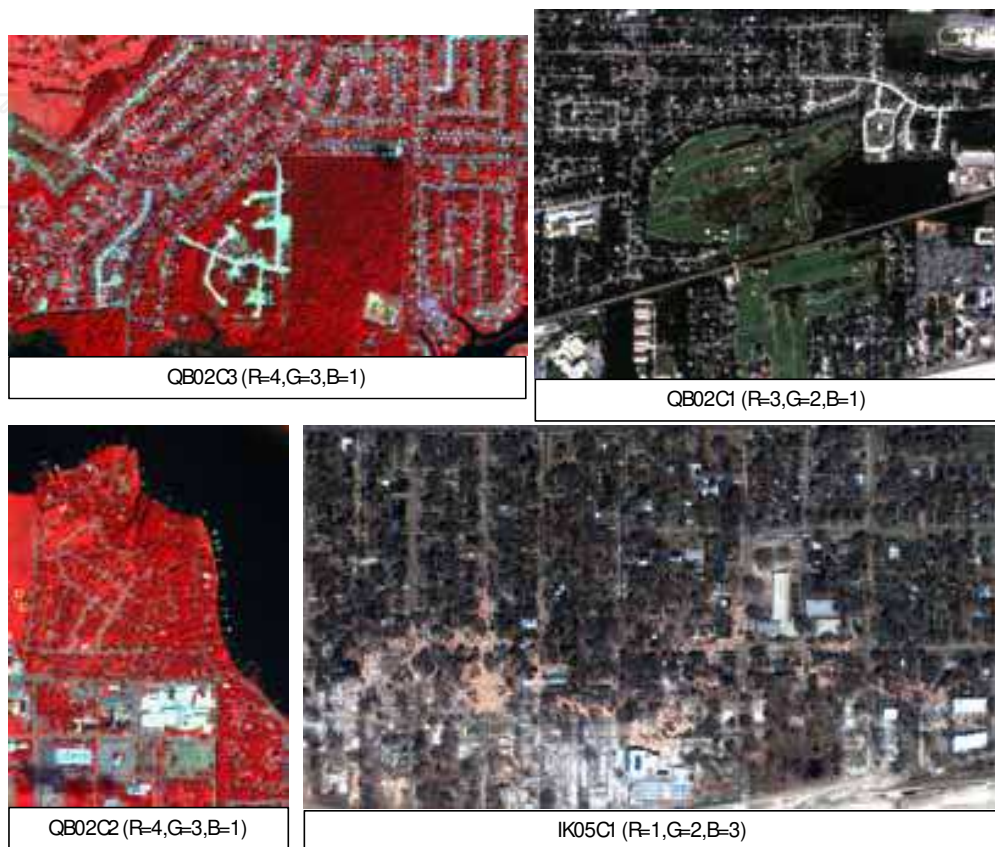 QB02C3 (R=4,G=3,B=1)
QB02C1 (R=3,G=2,B=1)
QB02C2 (R=4,G=3,B=1)
IK05C1 (R=1,G=2,B=3)